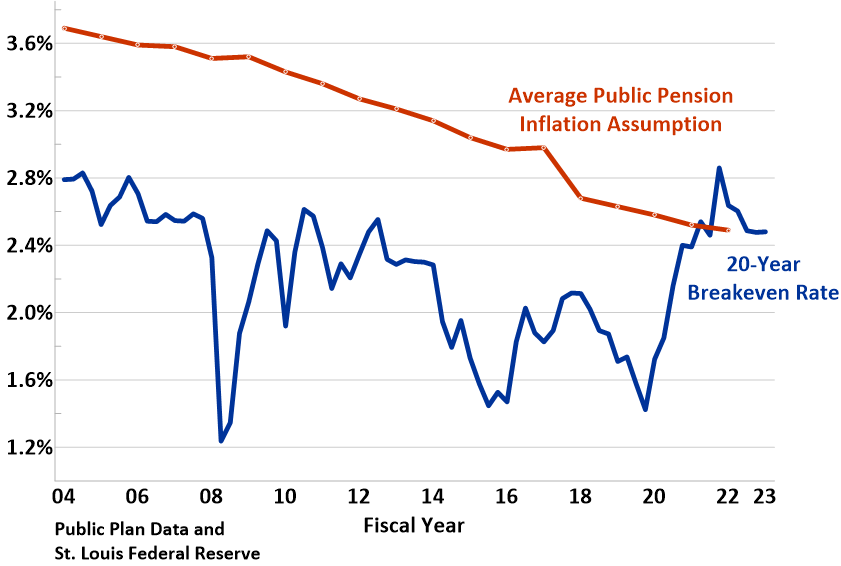 3.6%
3.2%
2.8%
2.4%
2.0%
1.6%
1.2%
Average Public Pension
Inflation Assumption
20-Year
Breakeven Rate
04 06 08 10 12 14 16 18 20 22 23
Fiscal Year
Public Plan Data and
St. Louis Federal Reserve